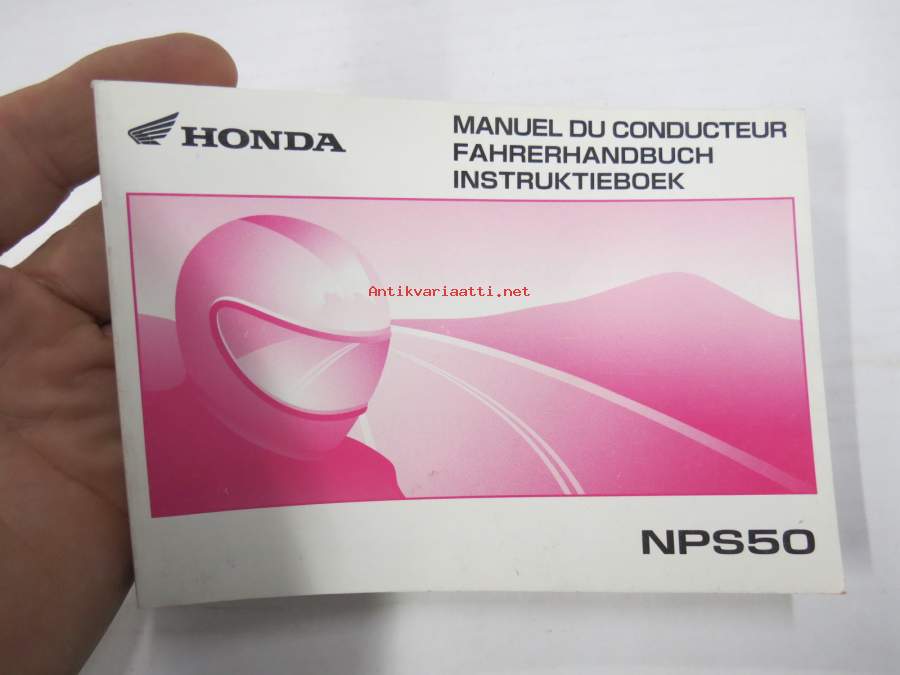 HONDA
MANUEL DU CONDUCTEUR
FAHRERHANDBUCH
INSTRUKTIEBOEK
Antikvariaatti.net
NPS50